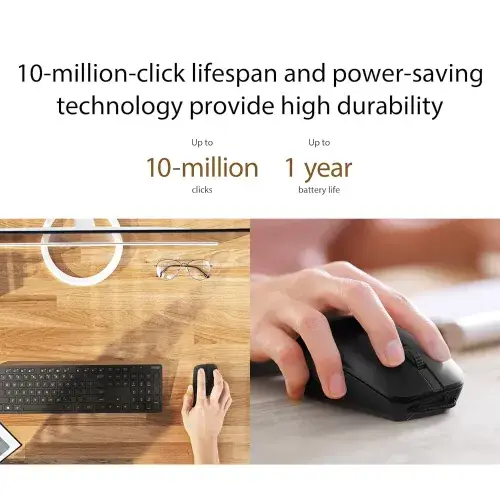 10-million-click lifespan and power-saving
technology provide high durability
Up to
10-million
clicks
Up to
1 year
battery life